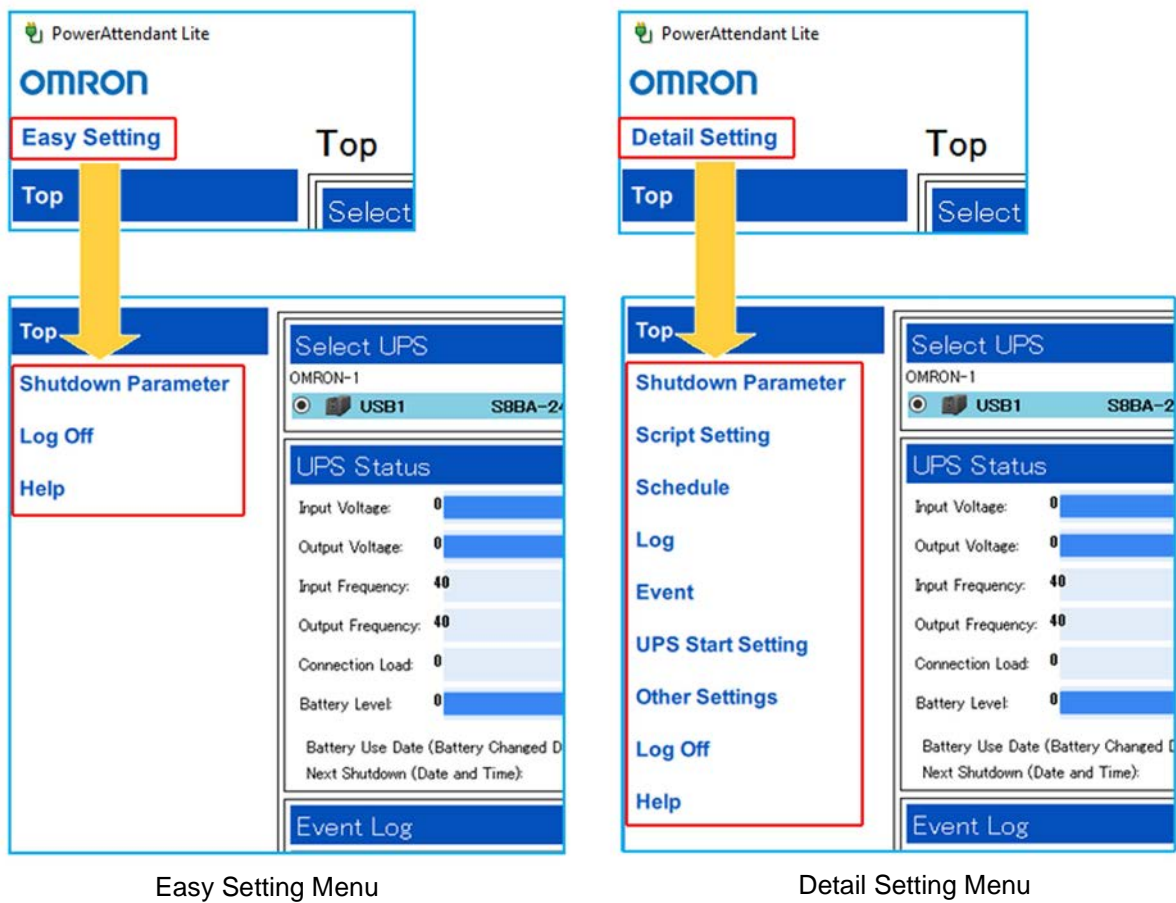 PowerAttendant Lite
OMRON
Easy Setting
Top
Top
Select
Top
Shutdown Parameter
Log Off
Help
Select UPS
OMRON-1
USB1 S8BA-24
UPS Status
Input Voltage: 0
Output Voltage: 0
Input Frequency: 40
Output Frequency: 40
Connection Load: 0
Battery Level: 0
Battery Use Date (Battery Changed D
Next Shutdown (Date and Time):
Event Log
Easy Setting Menu
PowerAttendant Lite
OMRON
Detail Setting
Top
Top
Select
Top
Shutdown Parameter
Script Setting
Schedule
Log
Event
UPS Start Setting
Other Settings
Log Off
Help
Select UPS
OMRON-1
USB1 S8BA-2
UPS Status
Input Voltage: 0
Output Voltage: 0
Input Frequency: 40
Output Frequency: 40
Connection Load: 0
Battery Level: 0
Battery Use Date (Battery Changed
Next Shutdown (Date and Time):
Event Log
Detail Setting Menu